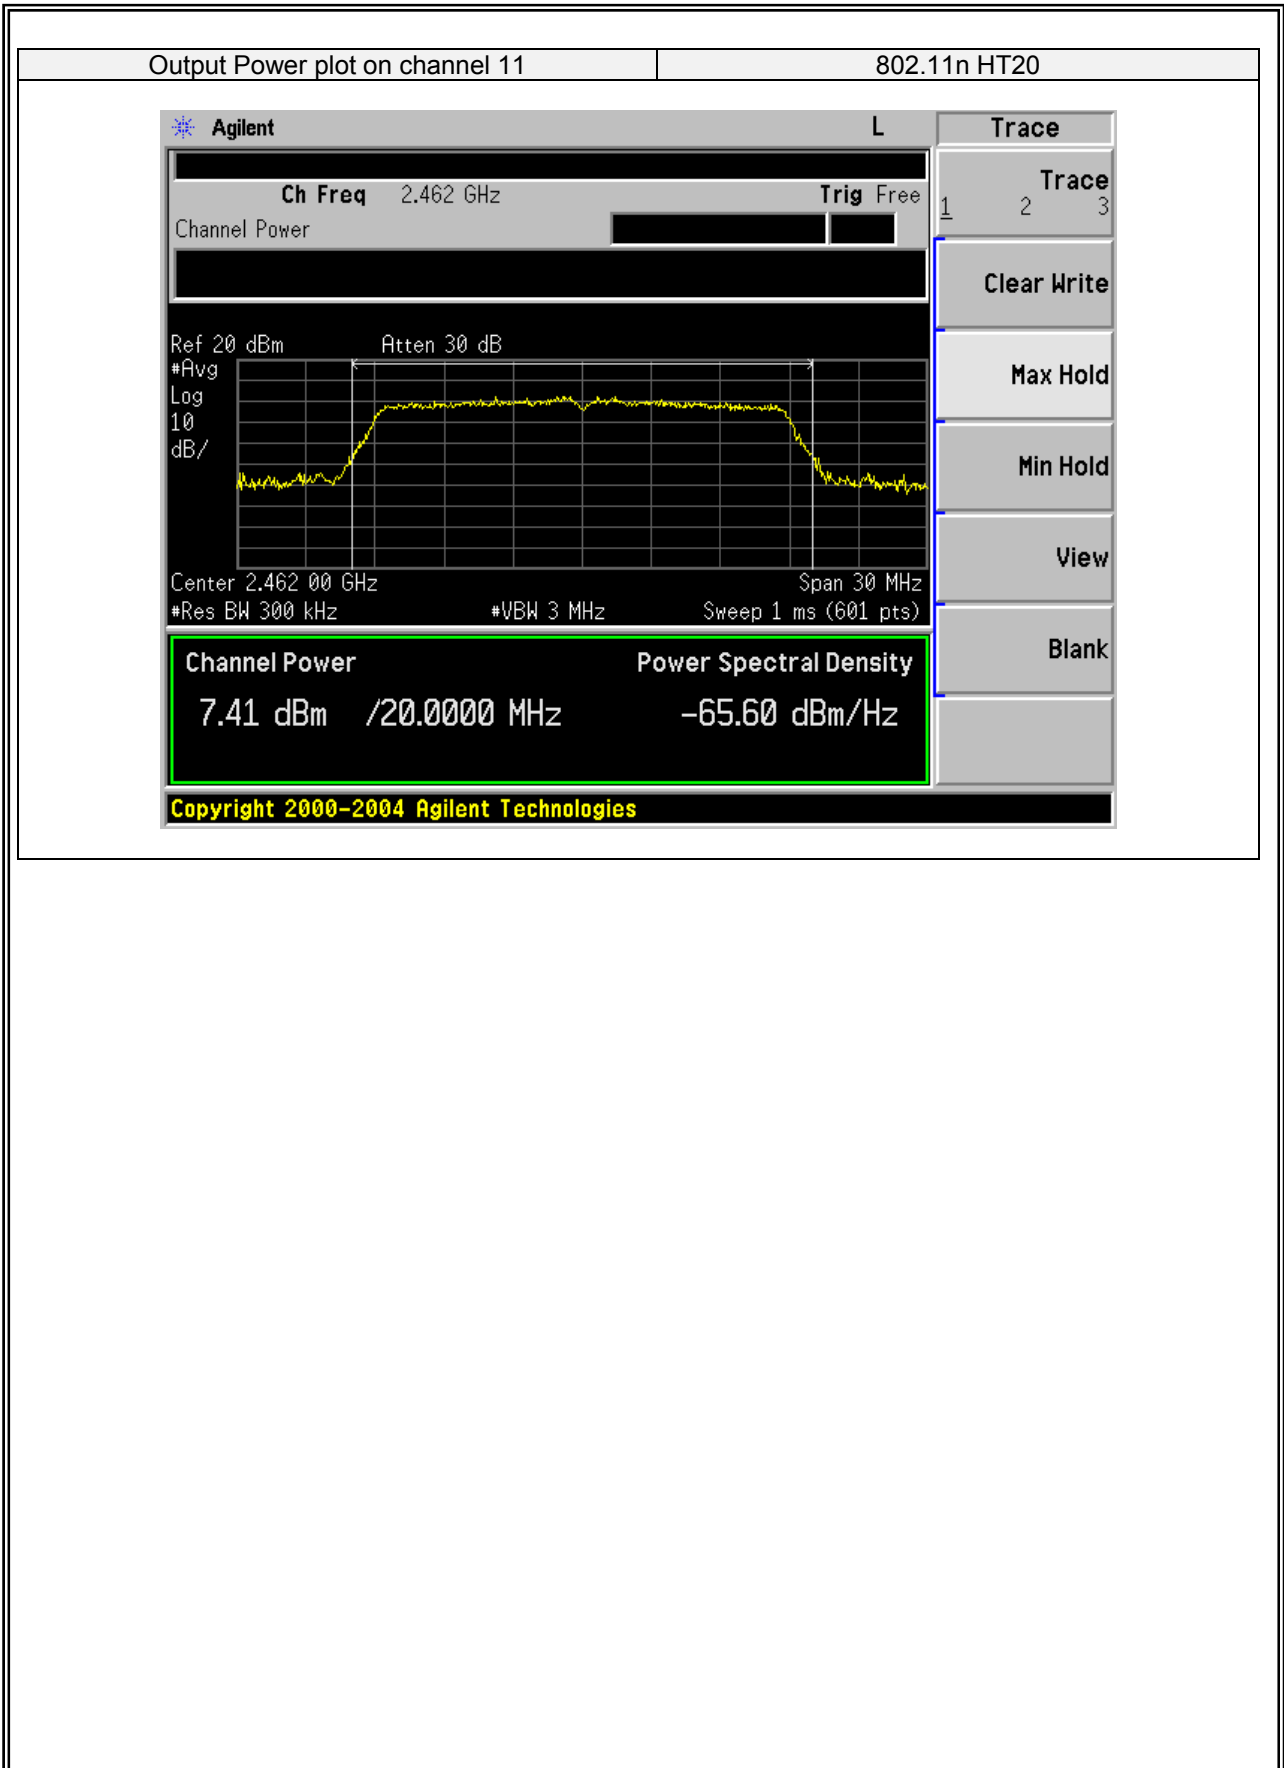 Output Power plot on channel 11 802.11n HT20
Agilent L Trace
Ch Freq 2.462 GHz Trig Free
Channel Power
Trace
1 2 3
Clear Write
Max Hold
Min Hold
View
Blank
Ref 20 dBm Atten 30 dB
#Avg
Log
10
dB/
Center 2.462 00 GHz Span 30 MHz
#Res BW 300 kHz #VBW 3 MHz Sweep 1 ms (601 pts)
Channel Power Power Spectral Density
7.41 dBm /20.0000 MHz -65.60 dBm/Hz
Copyright 2000-2004 Agilent Technologies